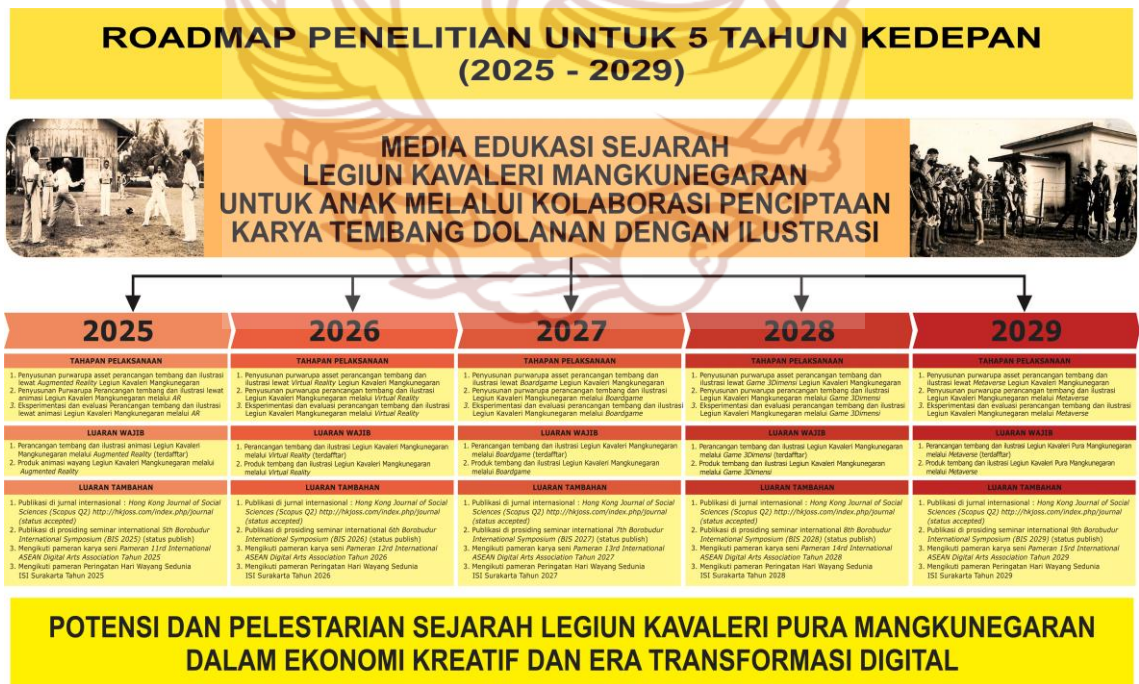 ROADMAP PENELITIAN UNTUK 5 TAHUN KEDEPAN
(2025 - 2029)
MEDIA EDUKASI SEJARAH
LEGIUN KAVALERI MANGKUNEGARAN
UNTUK ANAK MELALUI KOLABORASI PENCIPTAAN
KARYA TEMBANG DOLANAN DENGAN ILUSTRASI
2025
TAHAPAN PELAKSANAAN
1. Penyusunan purwarupa asset perancangan tembang dan ilustrasi
lewat Augmented Reality Legiun Kavaleri Mangkunegaran
2. Penyusunan Purwarupa perancangan tembang dan ilustrasi lewat
animasi Legiun Kavaleri Mangkunegaran melalui AR
3. Eksperimentasi dan evaluasi Perancangan tembang dan ilustrasi
lewat animasi Legiun Kavaleri Mangkunegaran melalui AR
LUARAN WAJIB
1. Perancangan tembang dan ilustrasi animasi Legiun Kavaleri
Mangkunegaran melalui Augmented Reality (terdafftar)
2. Produk animasi wayang Legiun Kavaleri Mangkunegaran melalui
Augmented Reality
LUARAN TAMBAHAN
1. Publikasi di jurnal internasional : Hong Kong Journal of Social
Sciences (Scopus Q2) http://hkjoss.com/index.php/journal
(status accepted)
2. Publikasi di prosiding seminar international 5th Borobudur
International Symposium (BIS 2025) (status publish)
3. Mengikuti pameran karya seni Pameran 11rd International
ASEAN Digital Arts Association Tahun 2025
3. Mengikuti pameran Peringatan Hari Wayang Sedunia
ISI Surakarta Tahun 2025
2026
TAHAPAN PELAKSANAAN
1. Penyusunan purwarupa asset perancangan tembang dan
ilustrasi lewat Virtual Reality Legiun Kavaleri Mangkunegaran
2. Penyusunan purwarupa perancangan tembang dan ilustrasi
Legiun Kavaleri Mangkunegaran melalui Virtual Reality
3. Eksperimentasi dan evaluasi perancangan tembang dan ilustrasi
Legiun Kavaleri Mangkunegaran melalui Virtual Reality
LUARAN WAJIB
1. Perancangan tembang dan ilustrasi Legiun Kavaleri Mangkunegaran
melalui Virtual Reality (terdaftar)
2. Produk tembang dan ilustrasi Legiun Kavaleri Mangkunegaran
melalui Virtual Reality
LUARAN TAMBAHAN
1. Publikasi di jurnal internasional : Hong Kong Journal of Social
Sciences (Scopus Q2) http://hkjoss.com/index.php/journal
(status accepted)
2. Publikasi di prosiding seminar international 6th Borobudur
International Symposium (BIS 2026) (status publish)
3. Mengikuti pameran karya seni Pameran 12rd International
ASEAN Digital Arts Association Tahun 2026
3. Mengikuti pameran Peringatan Hari Wayang Sedunia
ISI Surakarta Tahun 2026
2027
TAHAPAN PELAKSANAAN
1. Penyusunan purwarupa asset perancangan tembang dan
ilustrasi lewat Boardgame Legiun Kavaleri Mangkunegaran
2. Penyusunan purwarupa perancangan tembang dan ilustrasi
Legiun Kavaleri Mangkunegaran melalui Boardgame
3. Eksperimentasi dan evaluasi perancangan tembang dan ilustrasi
Legiun Kavaleri Mangkunegaran melalui Boardgame
LUARAN WAJIB
1. Perancangan tembang dan ilustrasi Legiun Kavaleri Mangkunegaran
melalui Boardgame (terdaftar)
2. Produk tembang dan ilustrasi Legiun Kavaleri Mangkunegaran
melalui Boardgame
LUARAN TAMBAHAN
1. Publikasi di jurnal internasional : Hong Kong Journal of Social
Sciences (Scopus Q2) http://hkjoss.com/index.php/journal
(status accepted)
2. Publikasi di prosiding seminar international 7th Borobudur
International Symposium (BIS 2027) (status publish)
3. Mengikuti pameran karya seni Pameran 13rd International
ASEAN Digital Arts Association Tahun 2027
3. Mengikuti pameran Peringatan Hari Wayang Sedunia
ISI Surakarta Tahun 2027
2028
TAHAPAN PELAKSANAAN
1. Penyusunan purwarupa asset perancangan tembang dan
ilustrasi lewat Game 3Dimensi Legiun Kavaleri Mangkunegaran
2. Penyusunan purwarupa perancangan tembang dan ilustrasi
Legiun Kavaleri Mangkunegaran melalui Game 3Dimensi
3. Eksperimentasi dan evaluasi perancangan tembang dan ilustrasi
Legiun Kavaleri Mangkunegaran melalui Game 3Dimensi
LUARAN WAJIB
1. Perancangan tembang dan ilustrasi Legiun Kavaleri Mangkunegaran
melalui Game 3Dimensi (terdaftar)
2. Produk tembang dan ilustrasi Legiun Kavaleri Mangkunegaran
melalui Game 3Dimensi
LUARAN TAMBAHAN
1. Publikasi di jurnal internasional : Hong Kong Journal of Social
Sciences (Scopus Q2) http://hkjoss.com/index.php/journal
(status accepted)
2. Publikasi di prosiding seminar international 8th Borobudur
International Symposium (BIS 2028) (status publish)
3. Mengikuti pameran karya seni Pameran 14rd International
ASEAN Digital Arts Association Tahun 2028
3. Mengikuti pameran Peringatan Hari Wayang Sedunia
ISI Surakarta Tahun 2028
2029
TAHAPAN PELAKSANAAN
1. Penyusunan purwarupa asset perancangan tembang dan
ilustrasi lewat Metaverse Legiun Kavaleri Mangkunegaran
2. Penyusunan purwarupa perancangan tembang dan ilustrasi
Legiun Kavaleri Mangkunegaran melalui Metaverse
3. Eksperimentasi dan evaluasi perancangan tembang dan ilustrasi
Legiun Kavaleri Mangkunegaran melalui Metaverse
LUARAN WAJIB
1. Perancangan tembang dan ilustrasi Legiun Kavaleri Pura Mangkunegaran
melalui Metaverse (terdaftar)
2. Produk tembang dan ilustrasi Legiun Kavaleri Pura Mangkunegaran
melalui Metaverse
LUARAN TAMBAHAN
1. Publikasi di jurnal internasional : Hong Kong Journal of Social
Sciences (Scopus Q2) http://hkjoss.com/index.php/journal
(status accepted)
2. Publikasi di prosiding seminar international 9th Borobudur
International Symposium (BIS 2029) (status publish)
3. Mengikuti pameran karya seni Pameran 15rd International
ASEAN Digital Arts Association Tahun 2029
3. Mengikuti pameran Peringatan Hari Wayang Sedunia
ISI Surakarta Tahun 2029
POTENSI DAN PELESTARIAN SEJARAH LEGIUN KAVALERI PURA MANGKUNEGARAN
DALAM EKONOMI KREATIF DAN ERA TRANSFORMASI DIGITAL